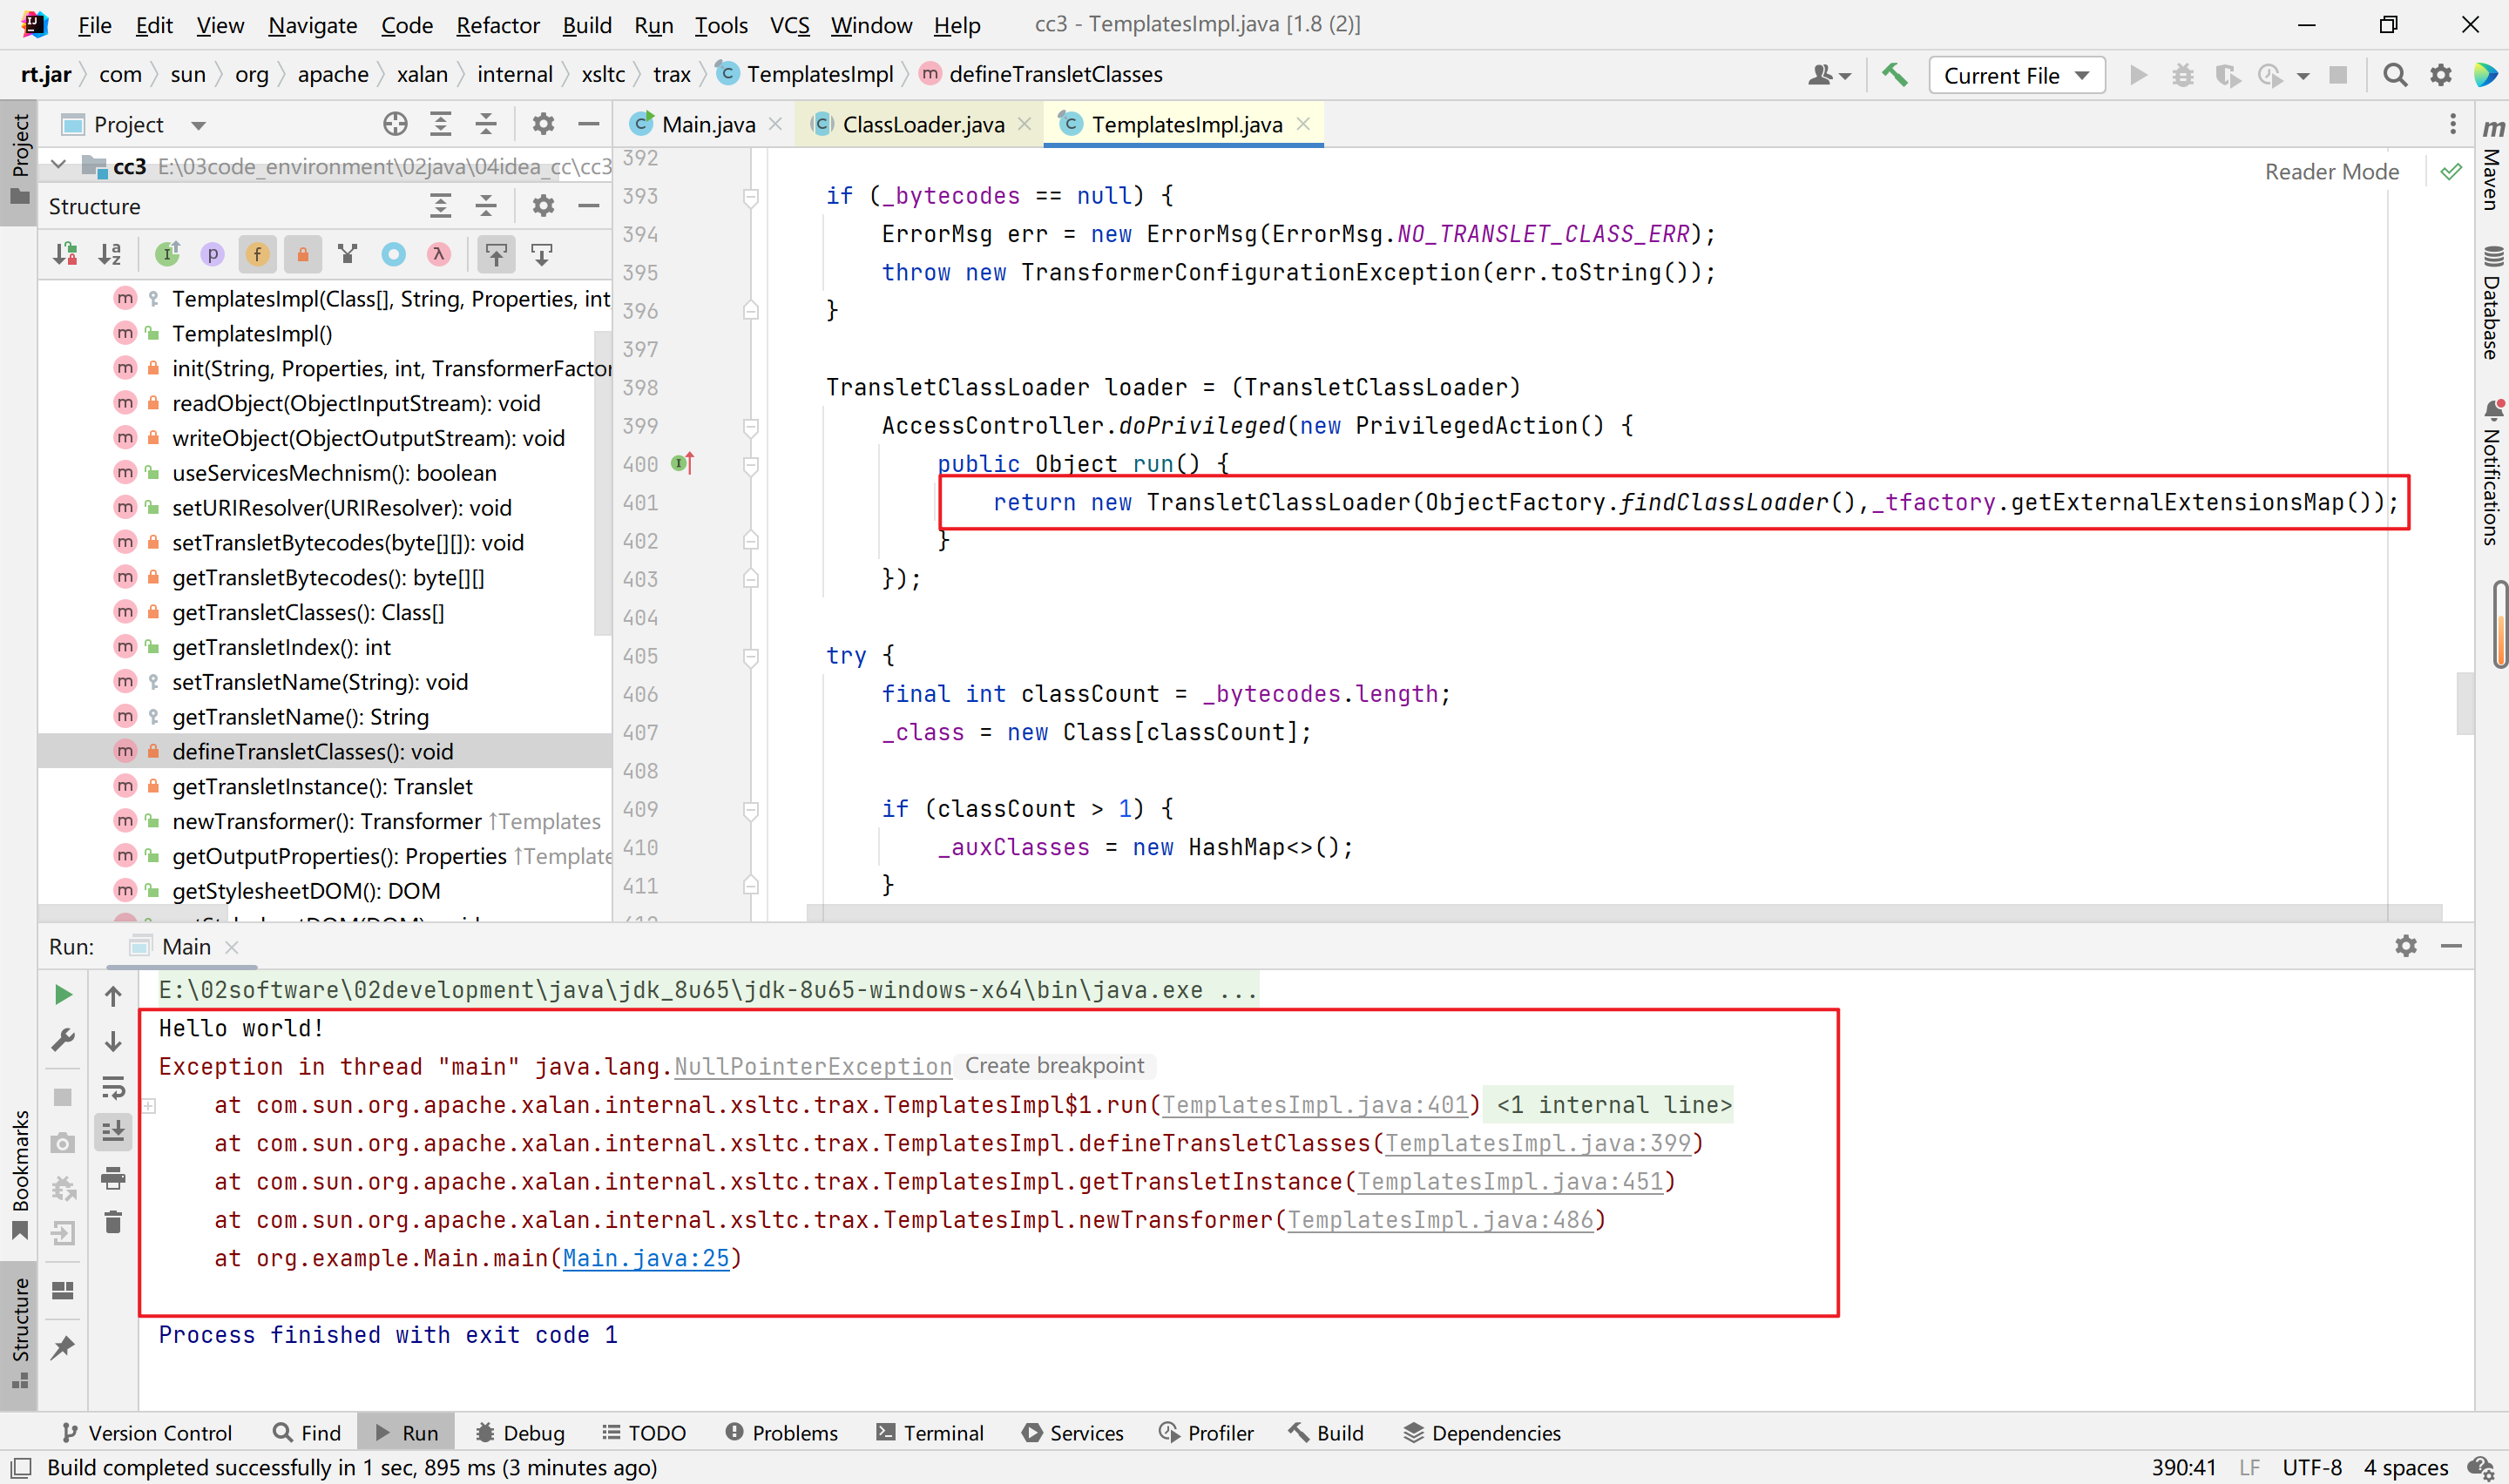 File Edit View Navigate Code Refactor Build Run Tools VCS Window Help cc3 - TemplatesImpl.java [1.8 (2)]
rt.jar com sun org apache xalan internal xsltc trax TemplatesImpl defineTransletClasses Current File
Project
Main.java ClassLoader.java TemplatesImpl.java
cc3 E:\03code_environment\02java\04idea_cc\cc3
Structure
TemplatesImpl(Class[], String, Properties, int
TemplatesImpl()
init(String, Properties, int, TransformerFactor
readObject(ObjectInputStream): void
writeObject(ObjectOutputStream): void
useServicesMechnism(): boolean
setURIResolver(URIResolver): void
setTransletBytecodes(byte[][]): void
getTransletBytecodes(): byte[][]
getTransletClasses(): Class[]
getTransletIndex(): int
setTransletName(String): void
getTransletName(): String
defineTransletClasses(): void
getTransletInstance(): Translet
newTransformer(): Transformer ↑Templates
getOutputProperties(): Properties ↑Template
getStylesheetDOM(): DOM
Reader Mode
392
393 if (_bytecodes == null) {
394 ErrorMsg err = new ErrorMsg(ErrorMsg.NO_TRANSLET_CLASS_ERR);
395 throw new TransformerConfigurationException(err.toString());
396 }
397
398 TransletClassLoader loader = (TransletClassLoader)
399 AccessController.doPrivileged(new PrivilegedAction() {
400 public Object run() {
401 return new TransletClassLoader(ObjectFactory.findClassLoader(),_tfactory.getExternalExtensionsMap());
402 }
403 });
404
405 try {
406 final int classCount = _bytecodes.length;
407 _class = new Class[classCount];
408
409 if (classCount > 1) {
410 _auxClasses = new HashMap<>();
411 }
Project
Bookmarks
Structure
Maven
Database
Notifications
Run: Main
E:\02software\02development\java\jdk_8u65\jdk-8u65-windows-x64\bin\java.exe ...
Hello world!
Exception in thread "main" java.lang.NullPointerException Create breakpoint
at com.sun.org.apache.xalan.internal.xsltc.trax.TemplatesImpl$1.run(TemplatesImpl.java:401) <1 internal line>
at com.sun.org.apache.xalan.internal.xsltc.trax.TemplatesImpl.defineTransletClasses(TemplatesImpl.java:399)
at com.sun.org.apache.xalan.internal.xsltc.trax.TemplatesImpl.getTransletInstance(TemplatesImpl.java:451)
at com.sun.org.apache.xalan.internal.xsltc.trax.TemplatesImpl.newTransformer(TemplatesImpl.java:486)
at org.example.Main.main(Main.java:25)
Process finished with exit code 1
Version Control Find Run Debug TODO Problems Terminal Services Profiler Build Dependencies
Build completed successfully in 1 sec, 895 ms (3 minutes ago) 390:41 LF UTF-8 4 spaces